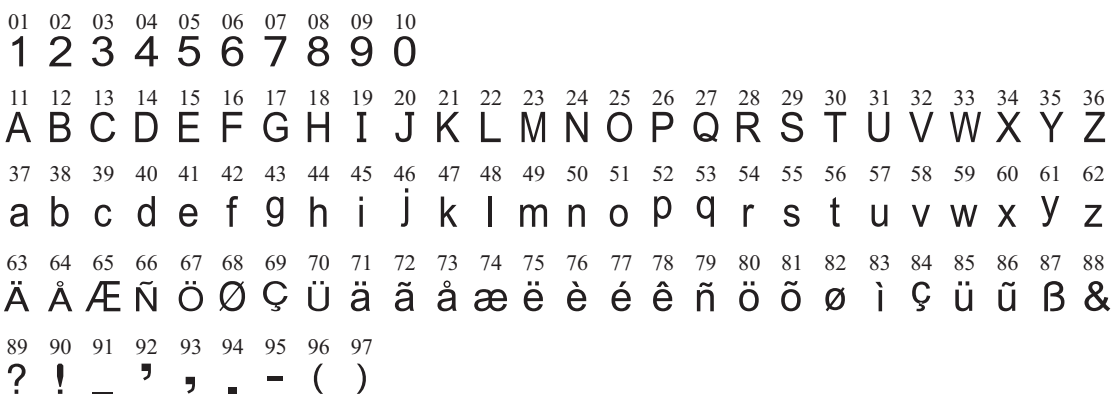 01 02 03 04 05 06 07 08 09 10
1 2 3 4 5 6 7 8 9 0
11 12 13 14 15 16 17 18 19 20 21 22 23 24 25 26 27 28 29 30 31 32 33 34 35 36
A B C D E F G H I J K L M N O P Q R S T U V W X Y Z
37 38 39 40 41 42 43 44 45 46 47 48 49 50 51 52 53 54 55 56 57 58 59 60 61 62
a b c d e f g h i j k l m n o p q r s t u v w x y z
63 64 65 66 67 68 69 70 71 72 73 74 75 76 77 78 79 80 81 82 83 84 85 86 87 88
Ä Å Æ Ñ Ö Ø Ç Ü ä ã å æ ë è é ê ñ ö õ ø ì ç ü ũ ß &
89 90 91 92 93 94 95 96 97
? ! _ ’ , . - ( )